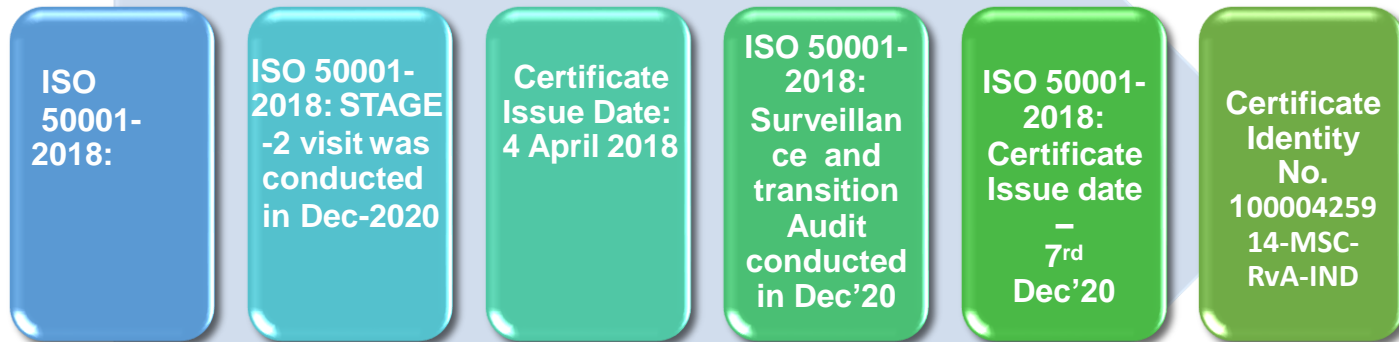 ISO
50001-
2018:
ISO 50001-
2018: STAGE
-2 visit was
conducted
in Dec-2020
Certificate
Issue Date:
4 April 2018
ISO 50001-
2018:
Surveillan
ce and
transition
Audit
conducted
in Dec’20
ISO 50001-
2018:
Certificate
Issue date
–
7rd
Dec’20
Certificate
Identity
No.
100004259
14-MSC-
RvA-IND